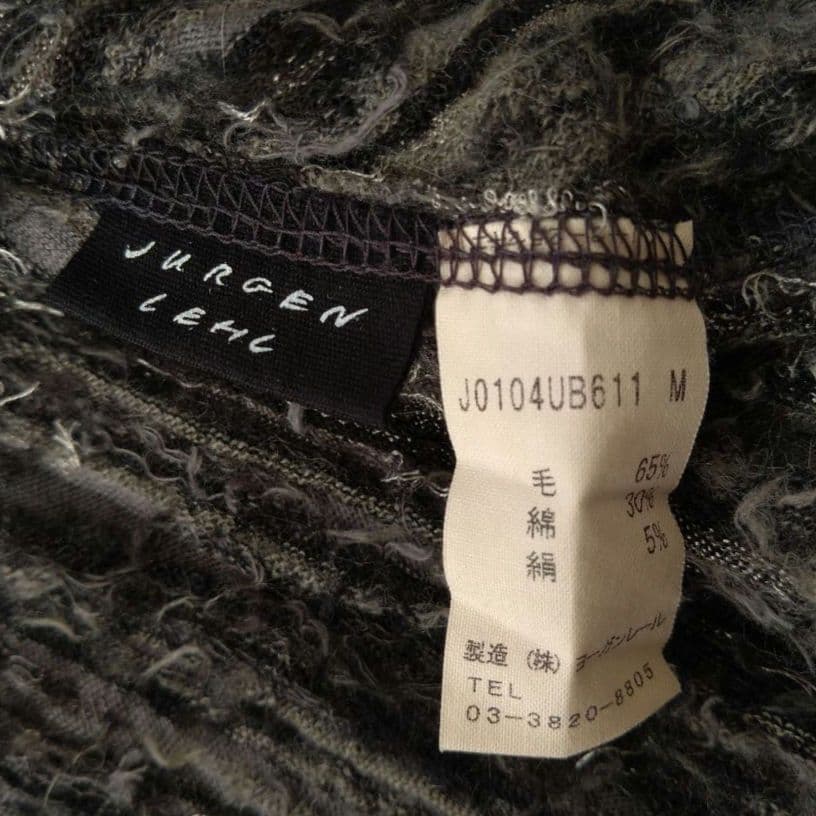 JURGEN
LEHL
J0104UB611 M
毛 65%
綿 30%
絹 5%
製造 (株) ヨーガンレール
TEL
03-3820-8805